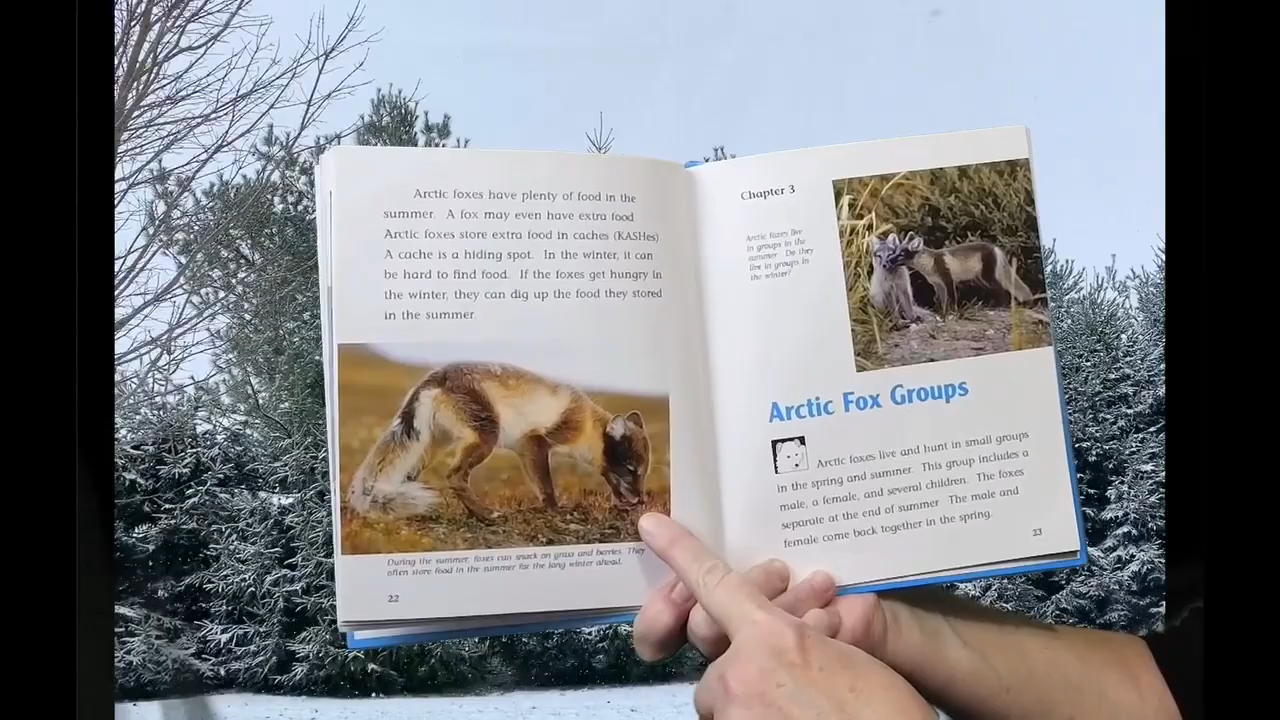 Arctic foxes have plenty of food in the
summer. A fox may even have extra food
Arctic foxes store extra food in caches (KASHes)
A cache is a hiding spot. In the winter, it can
be hard to find food. If the foxes get hungry in
the winter, they can dig up the food they stored
in the summer.
During the summer, foxes can snack on grass and berries. They
often store food in the summer for the long winter ahead.
22
Chapter 3
Arctic foxes live
in groups in the
summer. Do they
live in groups in
the winter?
Arctic Fox Groups
Arctic foxes live and hunt in small groups
in the spring and summer. This group includes a
male, a female, and several children. The foxes
separate at the end of summer. The male and
female come back together in the spring.
23